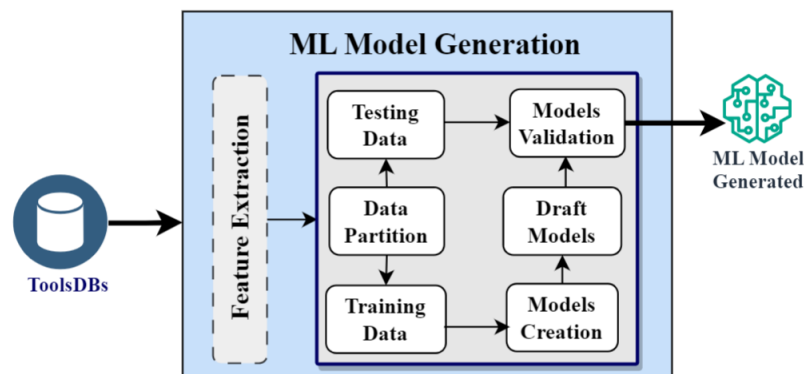 ML Model Generation
ToolsDBs
Feature Extraction
Testing
Data
Models
Validation
Data
Partition
Draft
Models
Training
Data
Models
Creation
ML Model
Generated